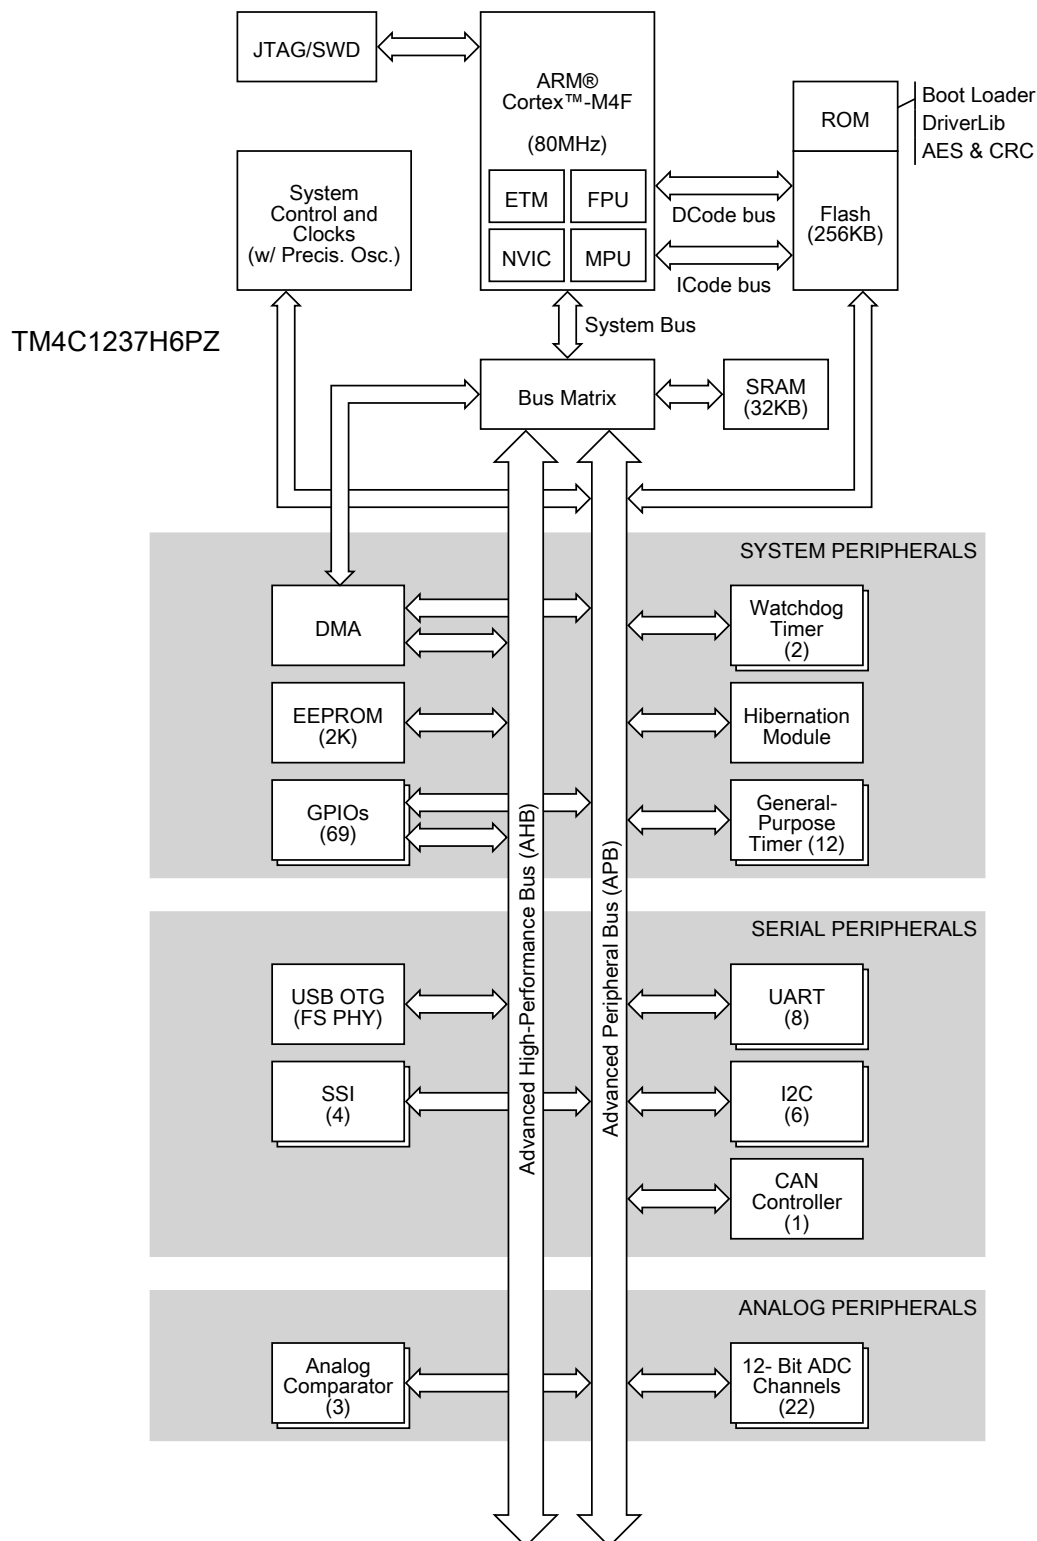 JTAG/SWD
ARM®
Cortex™-M4F
(80MHz)
ETM
FPU
NVIC
MPU
ROM
Boot Loader
DriverLib
AES & CRC
Flash
(256KB)
DCode bus
ICode bus
System
Control and
Clocks
(w/ Precis. Osc.)
TM4C1237H6PZ
System Bus
Bus Matrix
SRAM
(32KB)
SYSTEM PERIPHERALS
DMA
Watchdog
Timer
(2)
EEPROM
(2K)
Hibernation
Module
GPIOs
(69)
General-
Purpose
Timer (12)
Advanced High-Performance Bus (AHB)
Advanced Peripheral Bus (APB)
SERIAL PERIPHERALS
USB OTG
(FS PHY)
UART
(8)
SSI
(4)
I2C
(6)
CAN
Controller
(1)
ANALOG PERIPHERALS
Analog
Comparator
(3)
12- Bit ADC
Channels
(22)